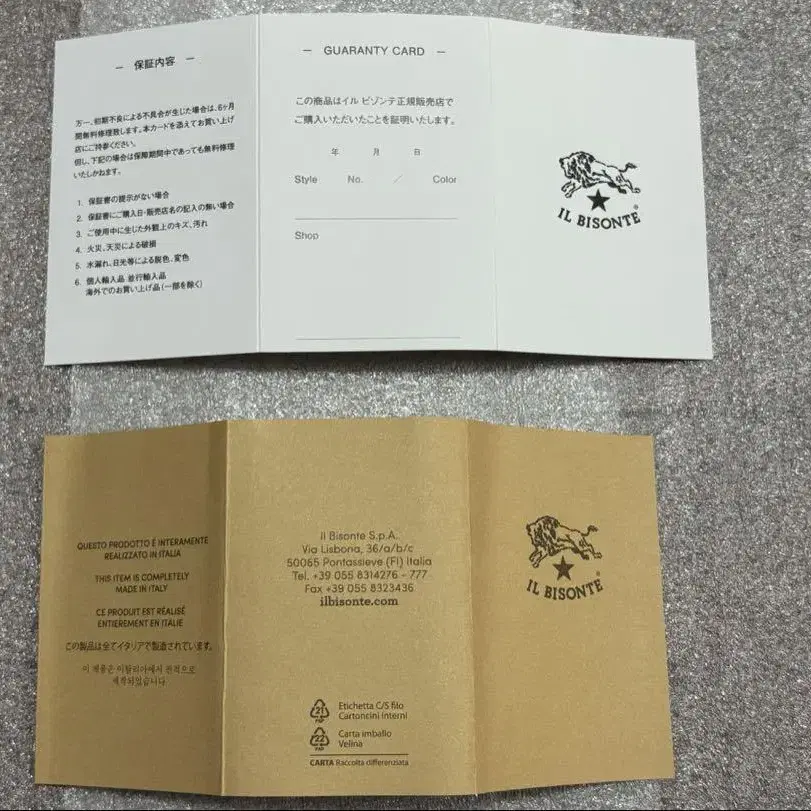 ― 保証内容 ―
万一、初期不良による不具合が生じた場合は、6ヶ月
間無料修理致します。本カードを添えてお買い上げ
店にご持参ください。
但し、下記の場合は保障期間中であっても無料修理
いたしかねます。
1. 保証書の提示がない場合
2. 保証書にご購入日・販売店名の記入の無い場合
3. ご使用中に生じた外観上のキズ、汚れ
4. 火災、天災による破損
5. 水濡れ、日光等による脱色、変色
6. 個人輸入品 並行輸入品
海外でのお買い上げ品(一部を除く)
― GUARANTY CARD ―
この商品はイル ビゾンテ正規販売店で
ご購入いただいたことを証明いたします。
年 月 日
Style No. / Color
Shop
IL BISONTE®
QUESTO PRODOTTO È INTERAMENTE
REALIZZATO IN ITALIA
THIS ITEM IS COMPLETELY
MADE IN ITALY
CE PRODUIT EST RÉALISÉ
ENTIEREMENT EN ITALIE
この製品は全てイタリアで製造されています。
이 제품은 이탈리아에서 전적으로
제작되었습니다
Il Bisonte S.p.A.
Via Lisbona, 36/a/b/c
50065 Pontassieve (FI) Italia
Tel. +39 055 8314276 - 777
Fax +39 055 8323436
ilbisonte.com
21
PAP
Etichetta C/S filo
Cartoncini interni
22
PAP
Carta imballo
Velina
CARTA Raccolta differenziata
IL BISONTE®